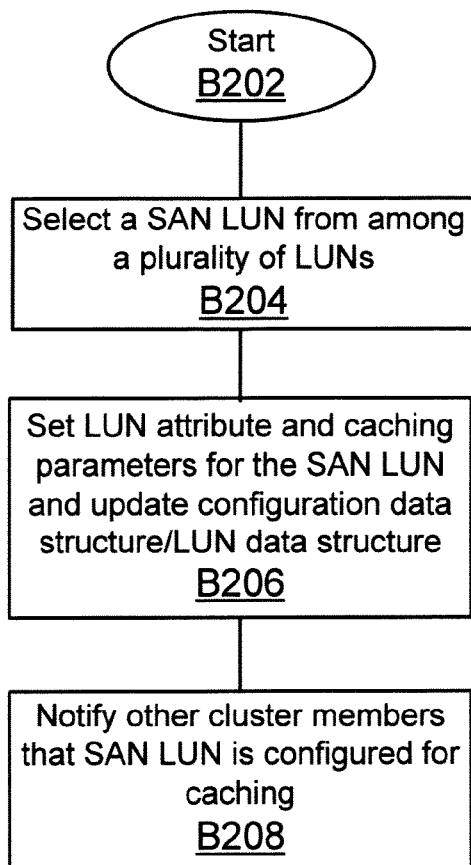 Start
B202
Select a SAN LUN from among
a plurality of LUNs
B204
Set LUN attribute and caching
parameters for the SAN LUN
and update configuration data
structure/LUN data structure
B206
Notify other cluster members
that SAN LUN is configured for
caching
B208